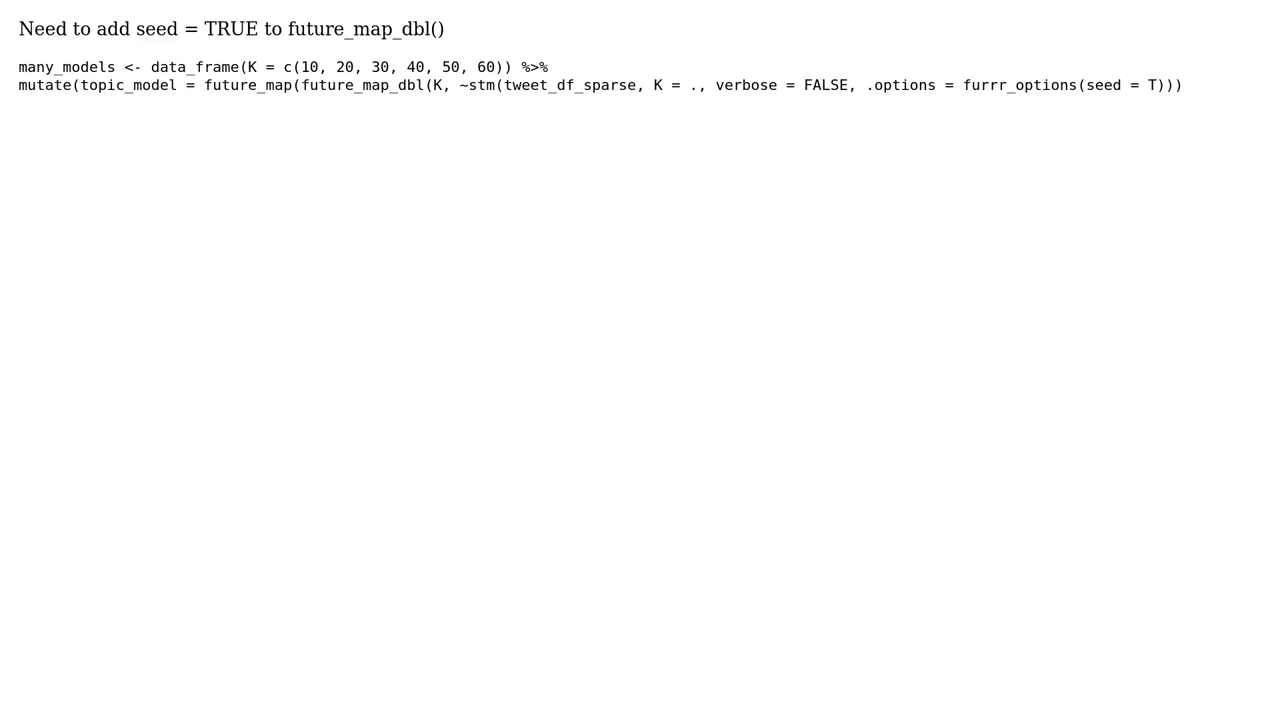 Need to add seed = TRUE to future_map_dbl()
many_models <- data_frame(K = c(10, 20, 30, 40, 50, 60)) %>%
mutate(topic_model = future_map(future_map_dbl(K, ~stm(tweet_df_sparse, K = ., verbose = FALSE, .options = furrr_options(seed = T)))